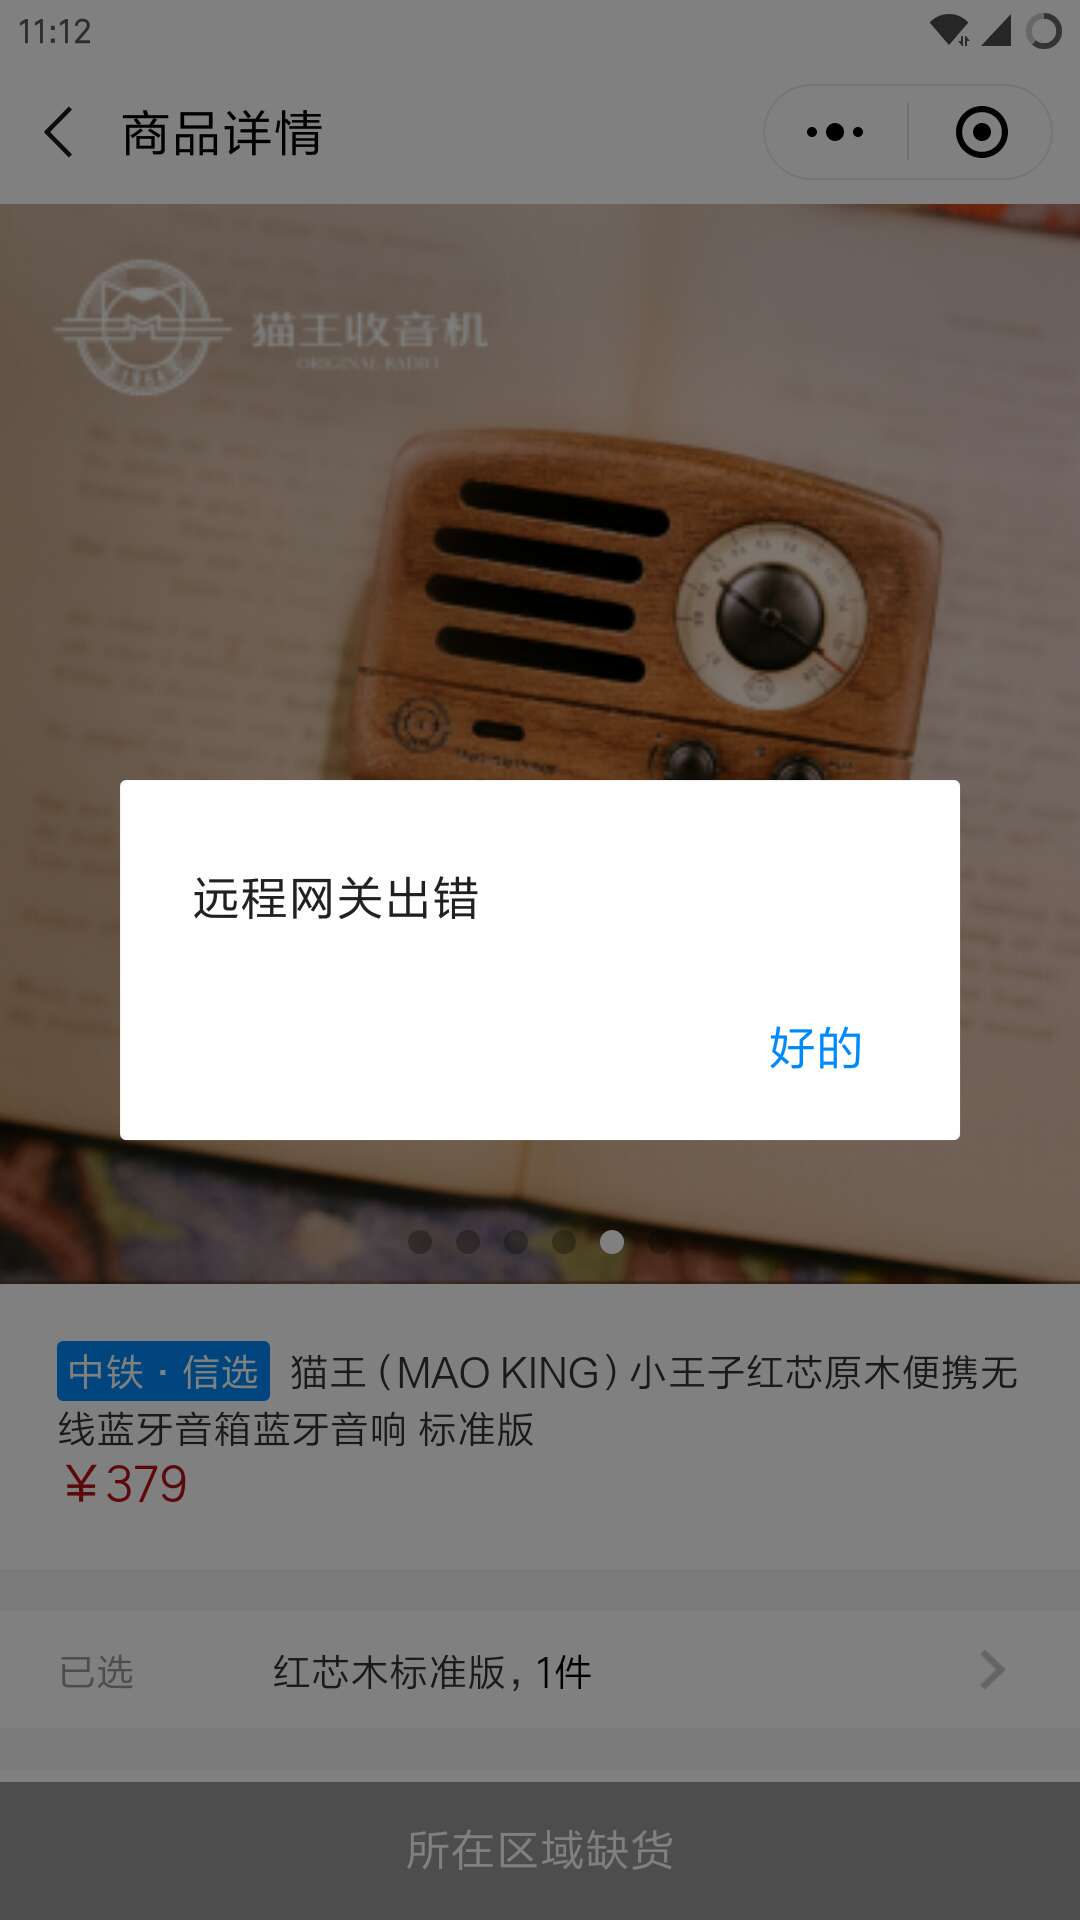 11:12
商品详情
猫王收音机
ORIGINAL RADIO
远程网关出错
好的
中铁·信选 猫王（MAO KING）小王子红芯原木便携无
线蓝牙音箱蓝牙音响 标准版
￥379
已选 红芯木标准版，1件
所在区域缺货